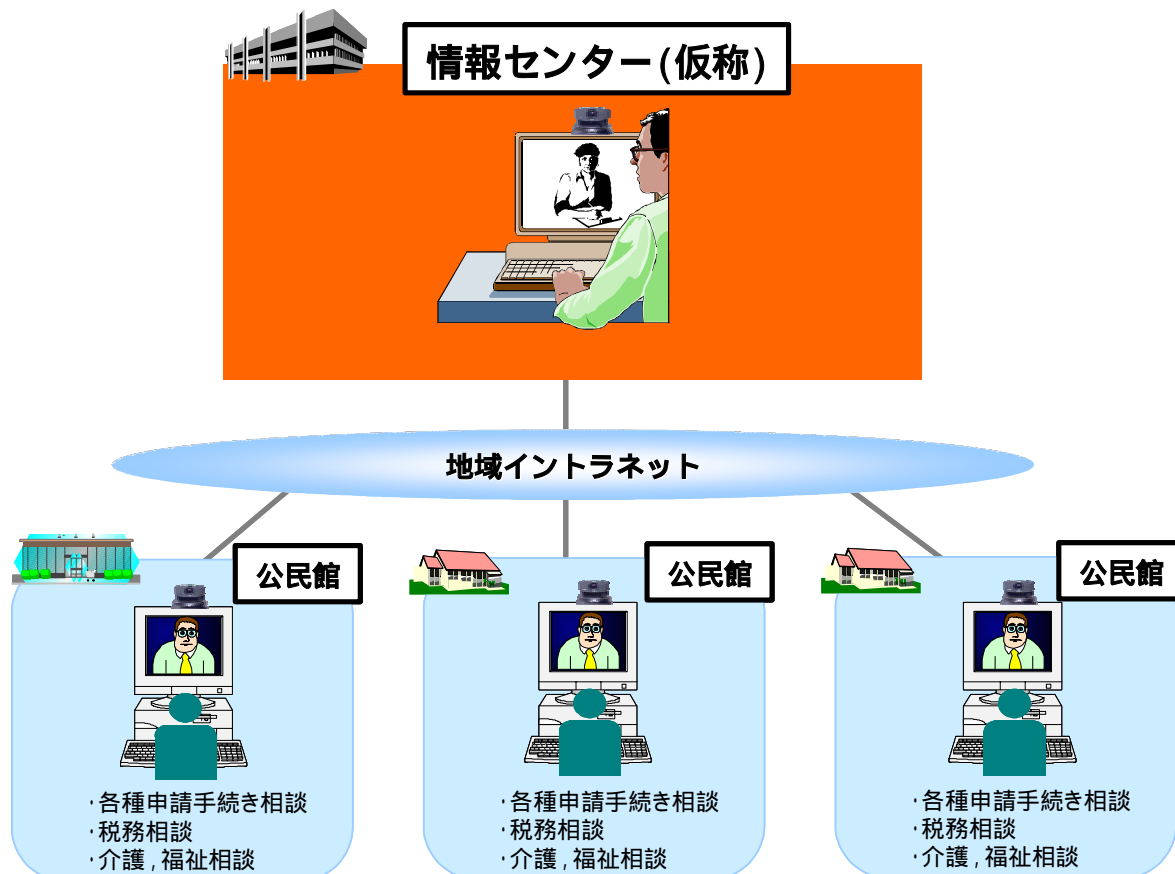 情報センター(仮称)
地域イントラネット
公民館
・各種申請手続き相談
・税務相談
・介護,福祉相談
公民館
・各種申請手続き相談
・税務相談
・介護,福祉相談
公民館
・各種申請手続き相談
・税務相談
・介護,福祉相談